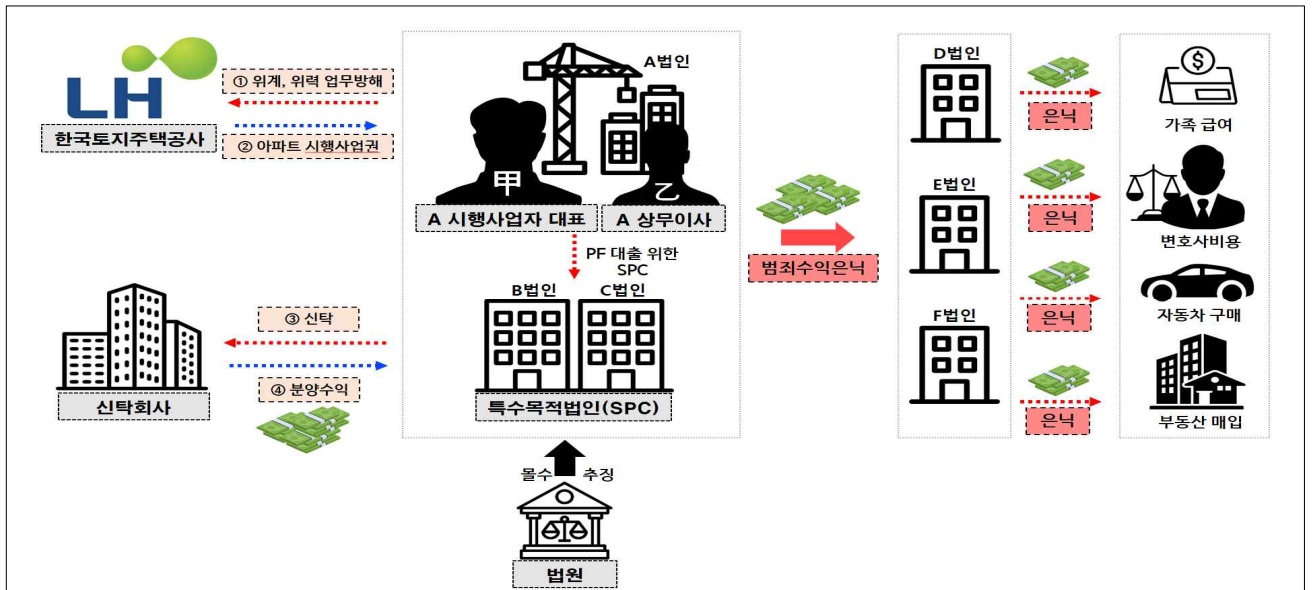 LH
한국토지주택공사
① 위계, 위력 업무방해
② 아파트 시행사업권
A법인
甲
乙
A 시행사업자 대표
A 상무이사
PF 대출 위한
SPC
B법인
C법인
특수목적법인(SPC)
신탁회사
③ 신탁
④ 분양수익
몰수
추징
법원
범죄수익은닉
D법인
E법인
F법인
은닉
은닉
은닉
은닉
$
가족 급여
변호사비용
자동차 구매
부동산 매입